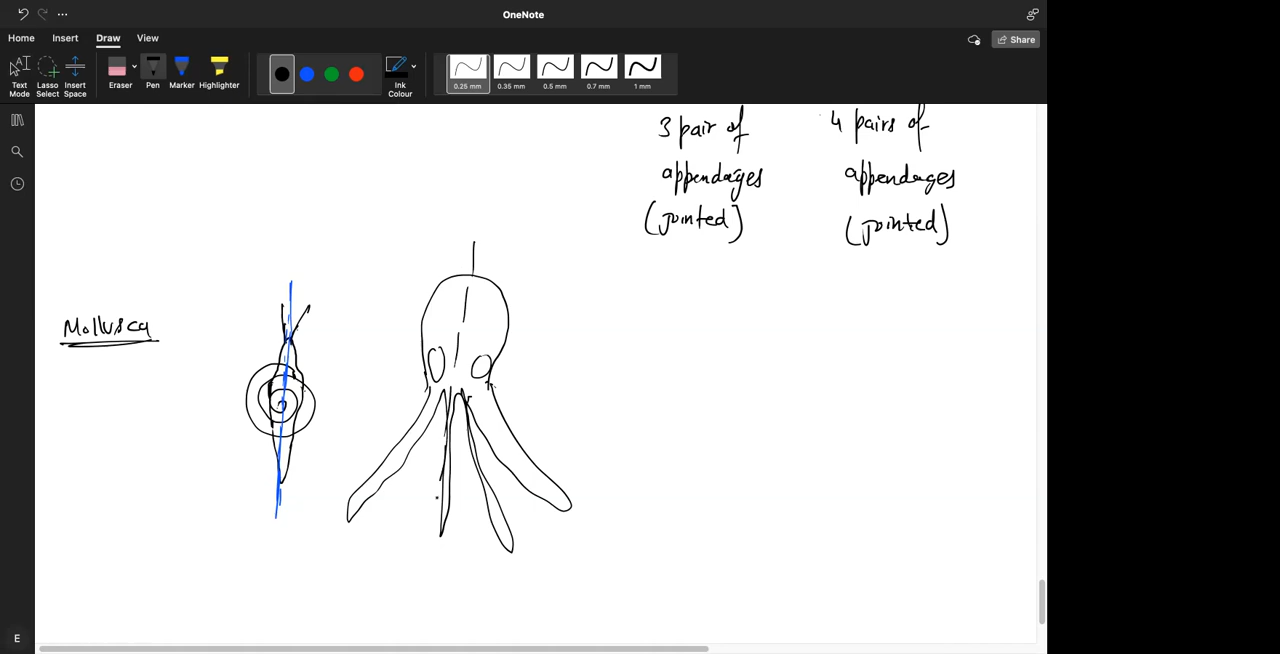 OneNote
Home Insert Draw View
Share
Text Mode
Lasso Select
Insert Space
Eraser
Pen
Marker
Highlighter
0.25 mm
0.35 mm
0.5 mm
0.7 mm
1 mm
Ink Colour
3 pair of
appendages
(jointed)
4 pairs of
appendages
(jointed)
Mollusca
E